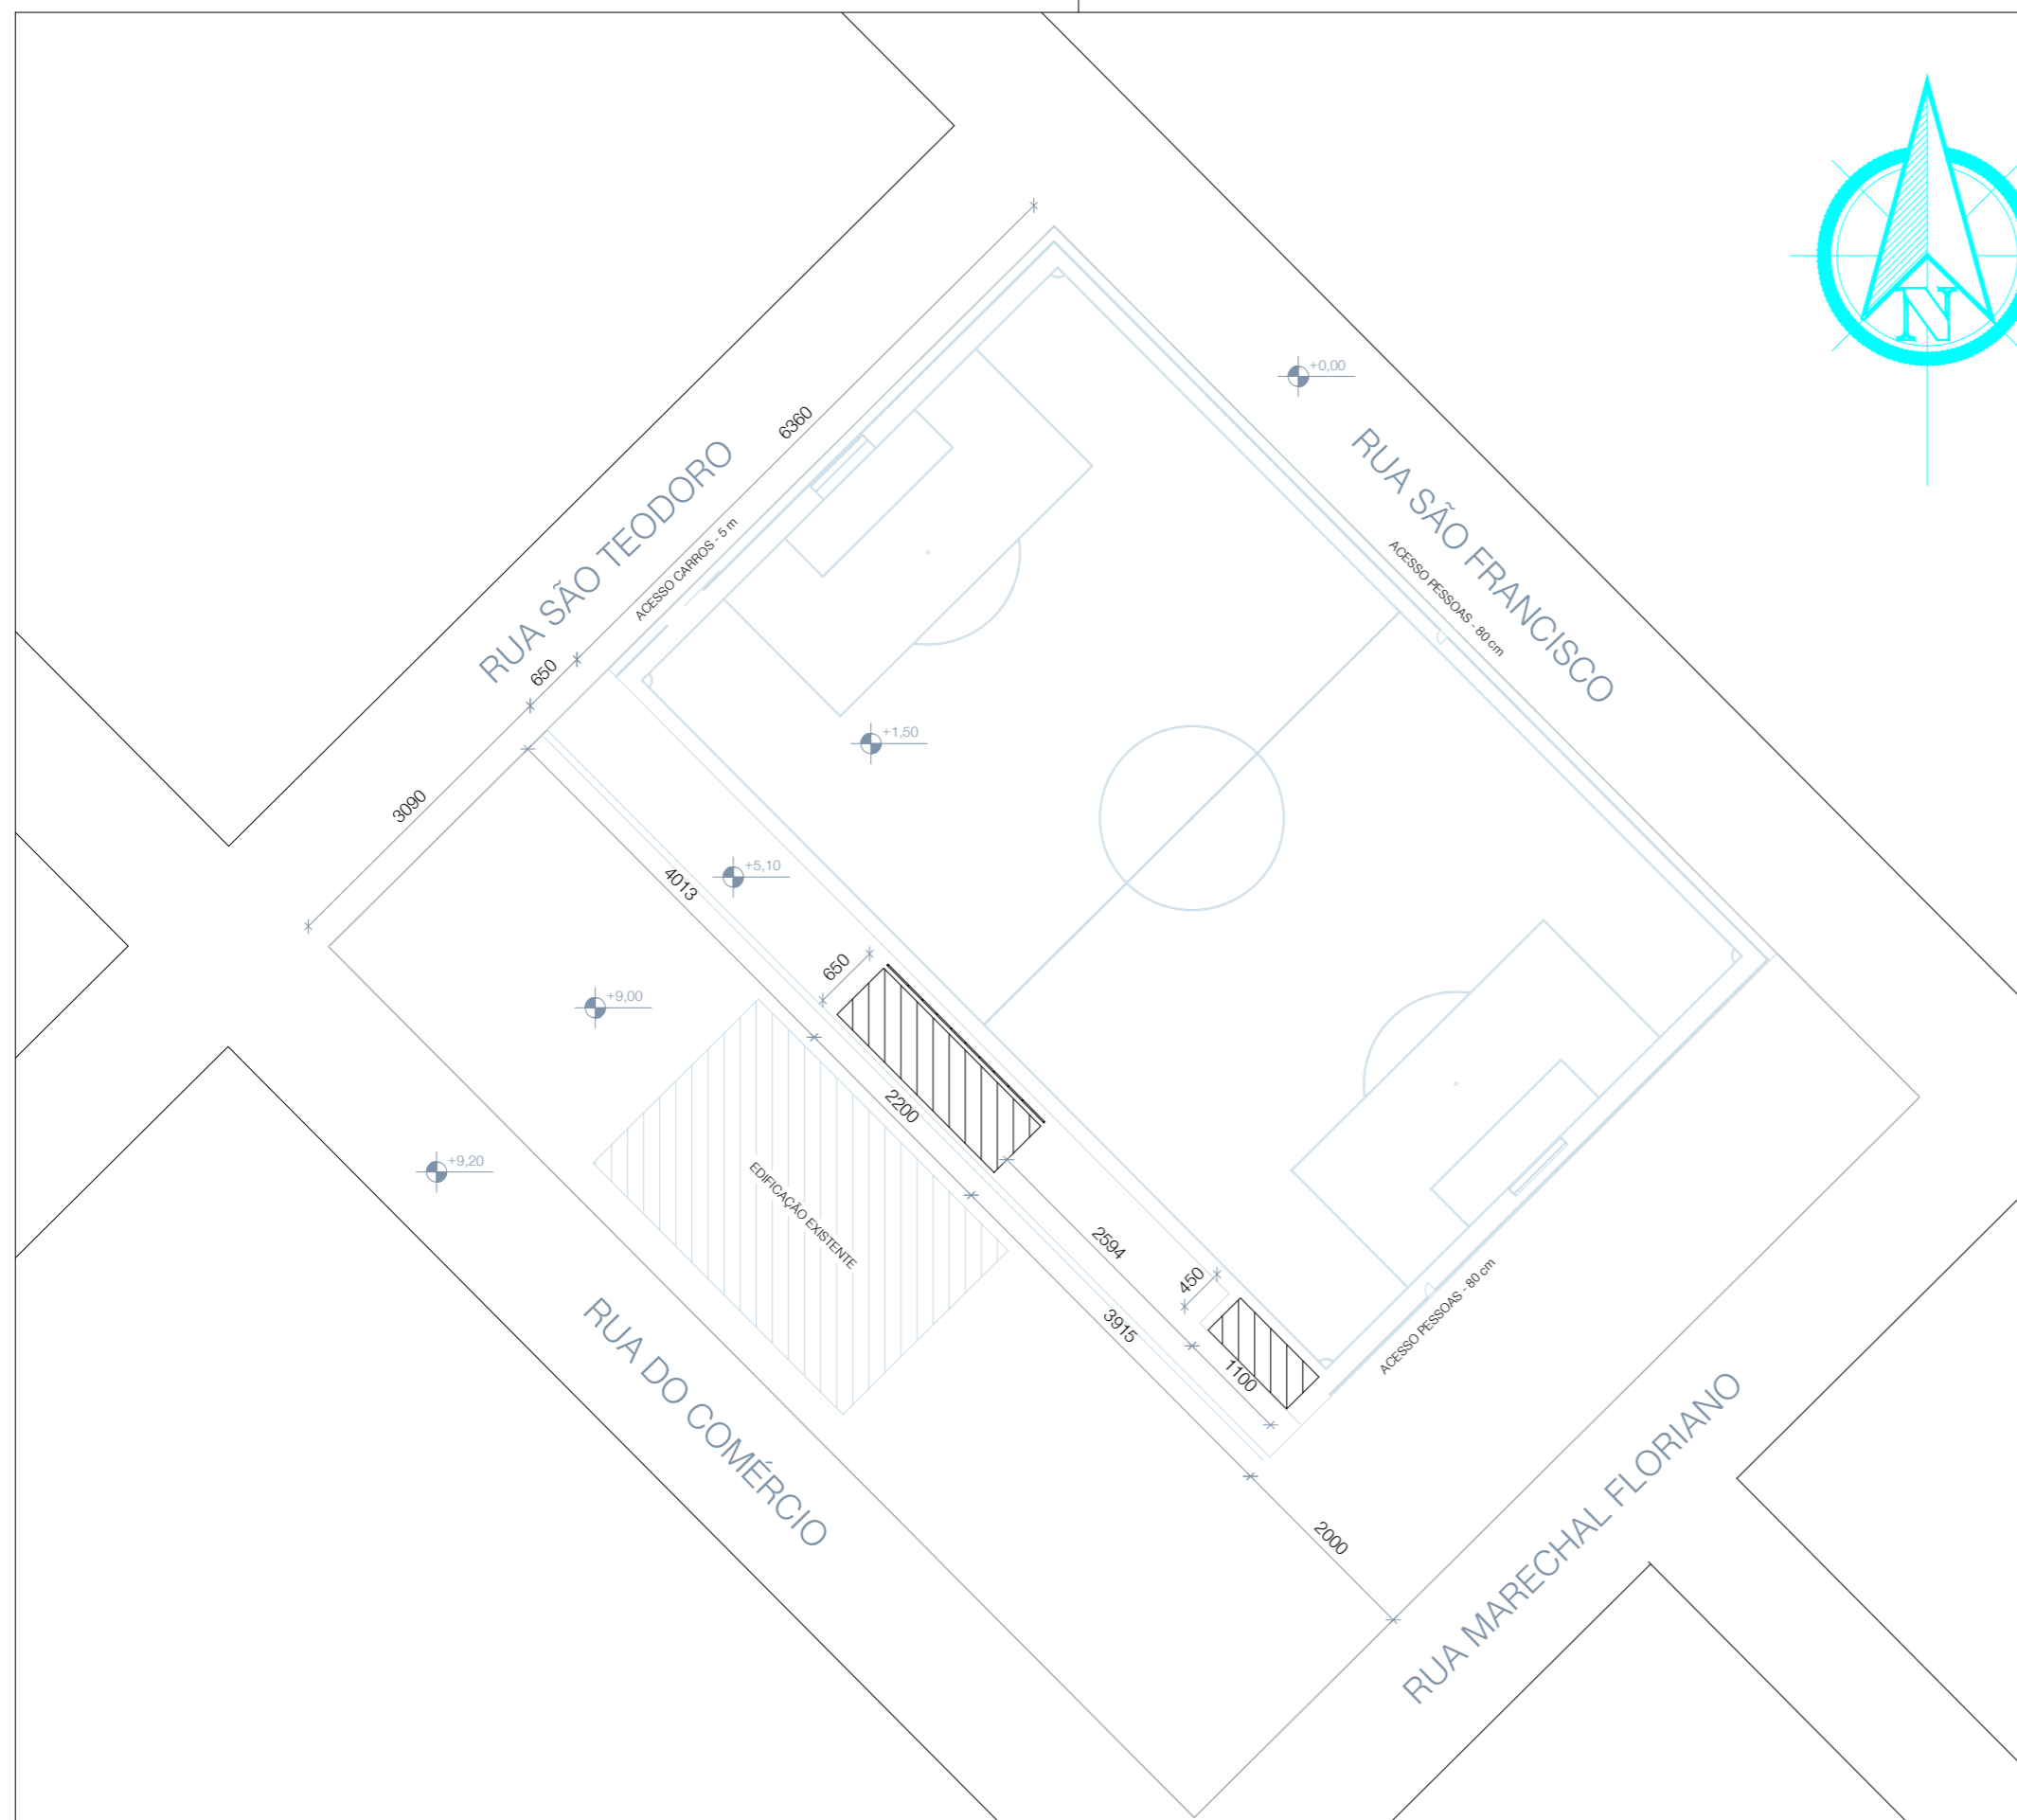 N
+0,00
6360
RUA SÃO TEODORO
RUA SÃO FRANCISCO
ACESSO CARROS - 5 m
ACESSO PESSOAS - 80 cm
650
+1,50
3090
+5,10
4013
650
+9,00
2200
+9,20
EDIFICAÇÃO EXISTENTE
2594
450
3915
ACESSO PESSOAS - 80 cm
1100
RUA DO COMÉRCIO
2000
RUA MARECHAL FLORIANO